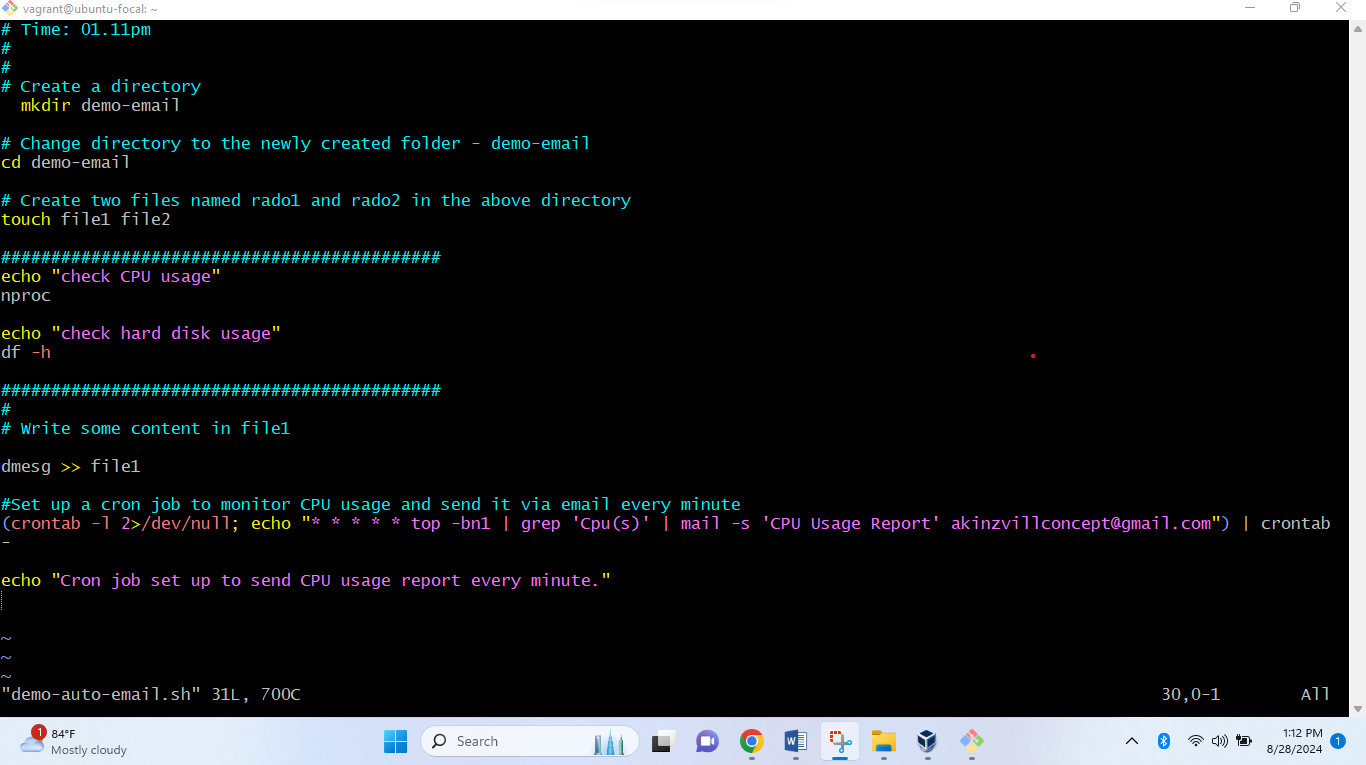 vagrant@ubuntu-focal: ~
# Time: 01.11pm
#
#
# Create a directory
  mkdir demo-email

# Change directory to the newly created folder - demo-email
cd demo-email

# Create two files named rado1 and rado2 in the above directory
touch file1 file2

############################################
echo "check CPU usage"
nproc

echo "check hard disk usage"
df -h

############################################
#
# Write some content in file1

dmesg >> file1

#Set up a cron job to monitor CPU usage and send it via email every minute
(crontab -l 2>/dev/null; echo "* * * * * top -bn1 | grep 'Cpu(s)' | mail -s 'CPU Usage Report' akinzvillconcept@gmail.com") | crontab
-

echo "Cron job set up to send CPU usage report every minute."

~
~
~
"demo-auto-email.sh" 31L, 700C 30,0-1 All
1
84°F
Mostly cloudy
Search
1:12 PM
8/28/2024
1